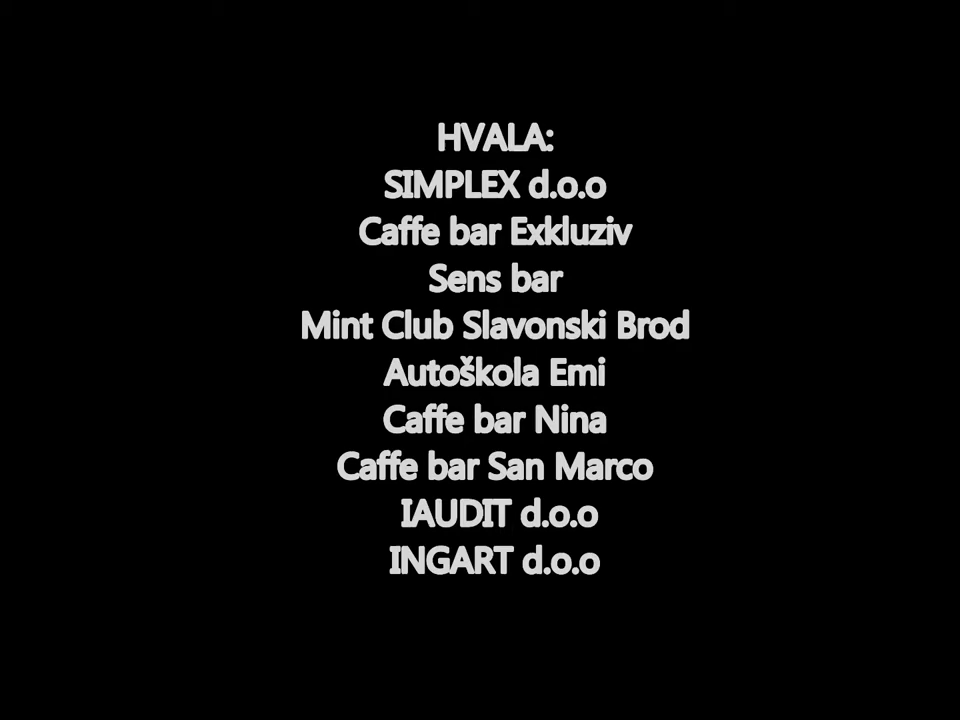 HVALA:
SIMPLEX d.o.o
Caffe bar Exkluziv
Sens bar
Mint Club Slavonski Brod
Autoškola Emi
Caffe bar Nina
Caffe bar San Marco
IAUDIT d.o.o
INGART d.o.o